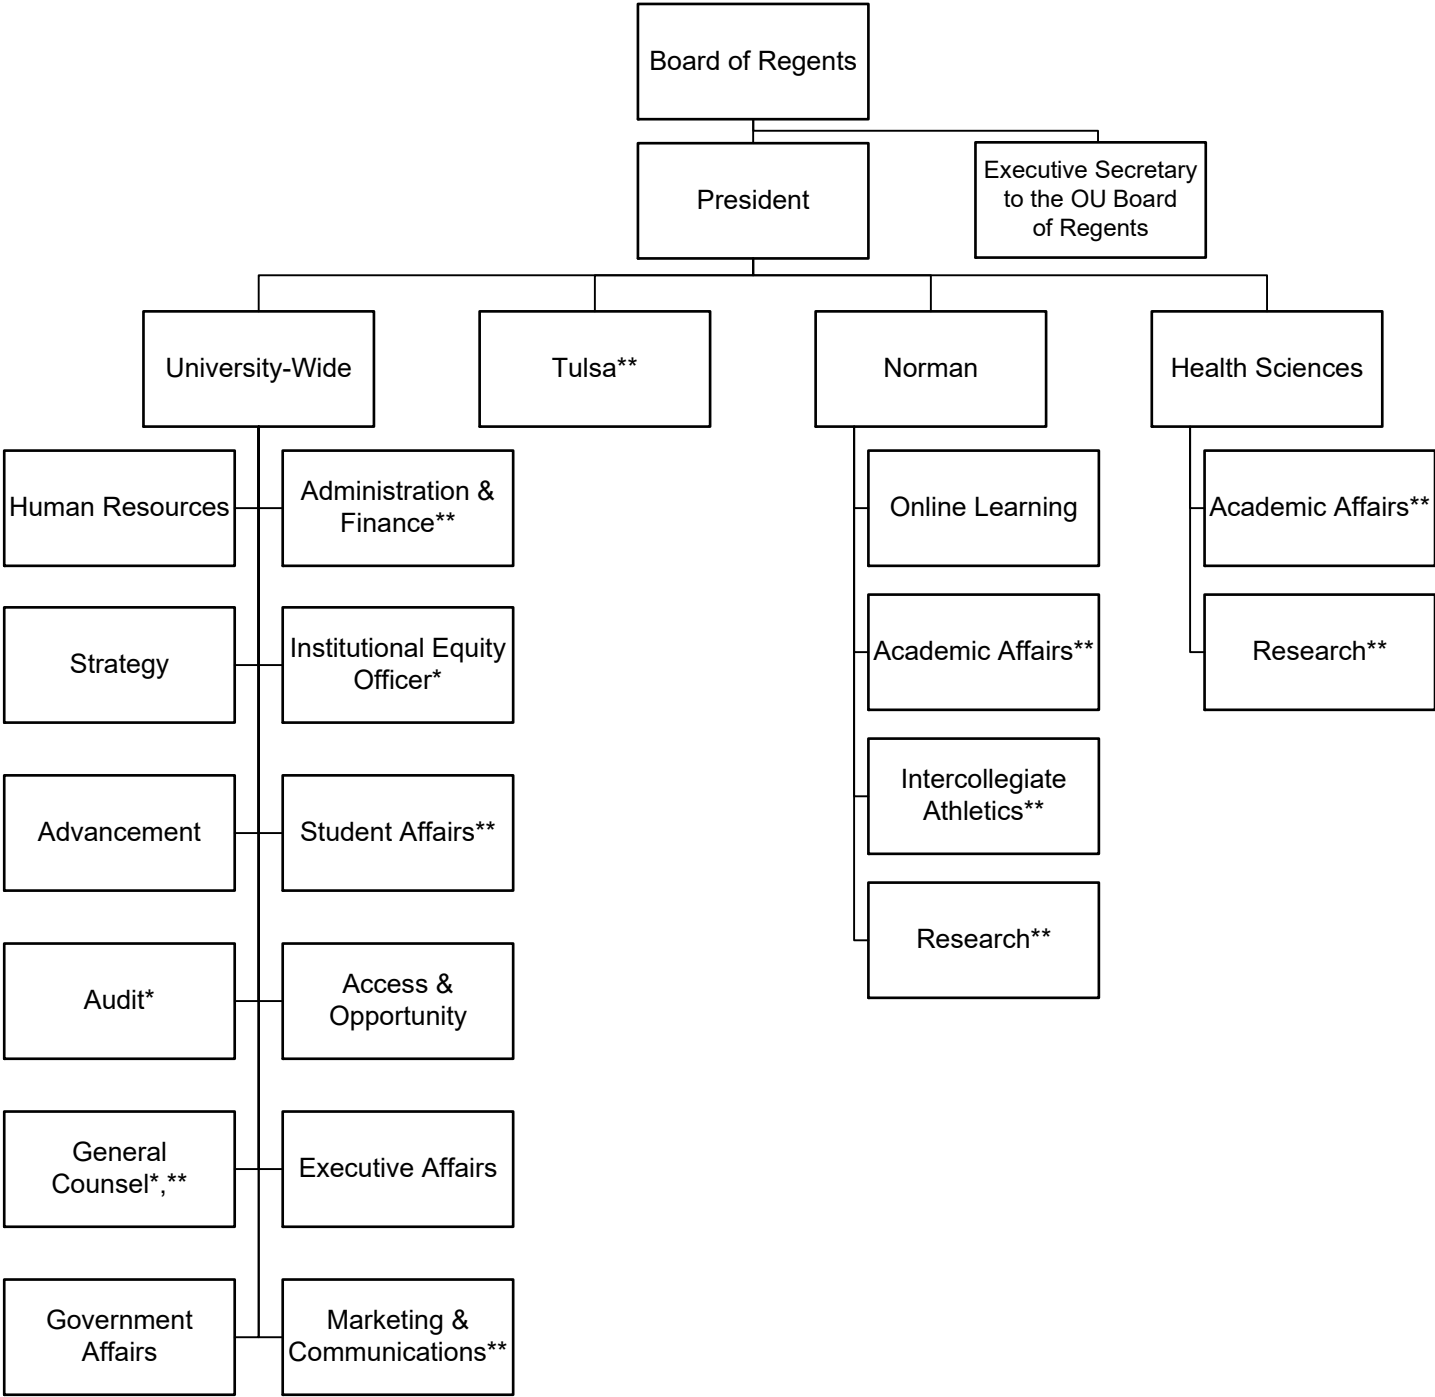 Board of Regents
President
Executive Secretary
to the OU Board
of Regents
University-Wide
Tulsa**
Norman
Health Sciences
Human Resources
Administration &
Finance**
Strategy
Institutional Equity
Officer*
Advancement
Student Affairs**
Audit*
Access &
Opportunity
General
Counsel*,**
Executive Affairs
Government
Affairs
Marketing &
Communications**
Online Learning
Academic Affairs**
Intercollegiate
Athletics**
Research**
Academic Affairs**
Research**